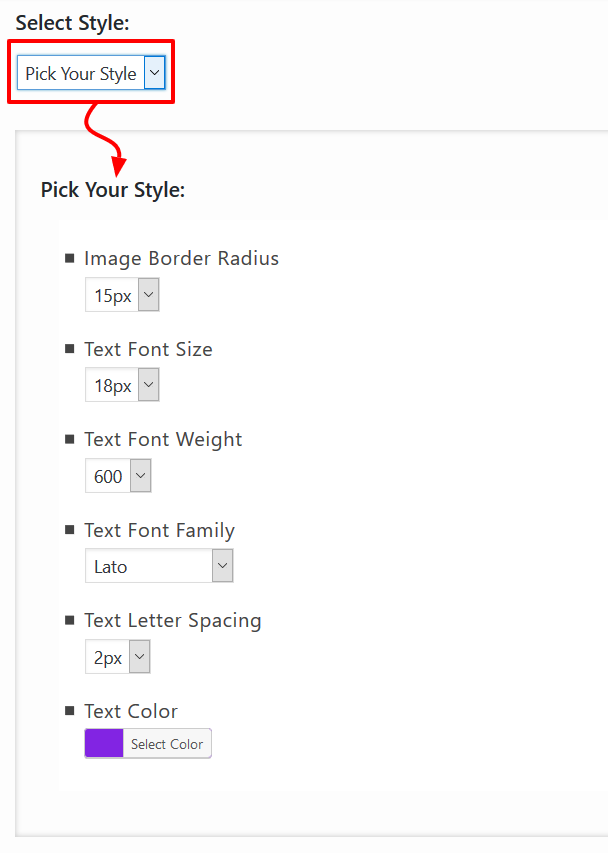 Select Style:
Pick Your Style
Pick Your Style:
Image Border Radius
15px
Text Font Size
18px
Text Font Weight
600
Text Font Family
Lato
Text Letter Spacing
2px
Text Color
Select Color